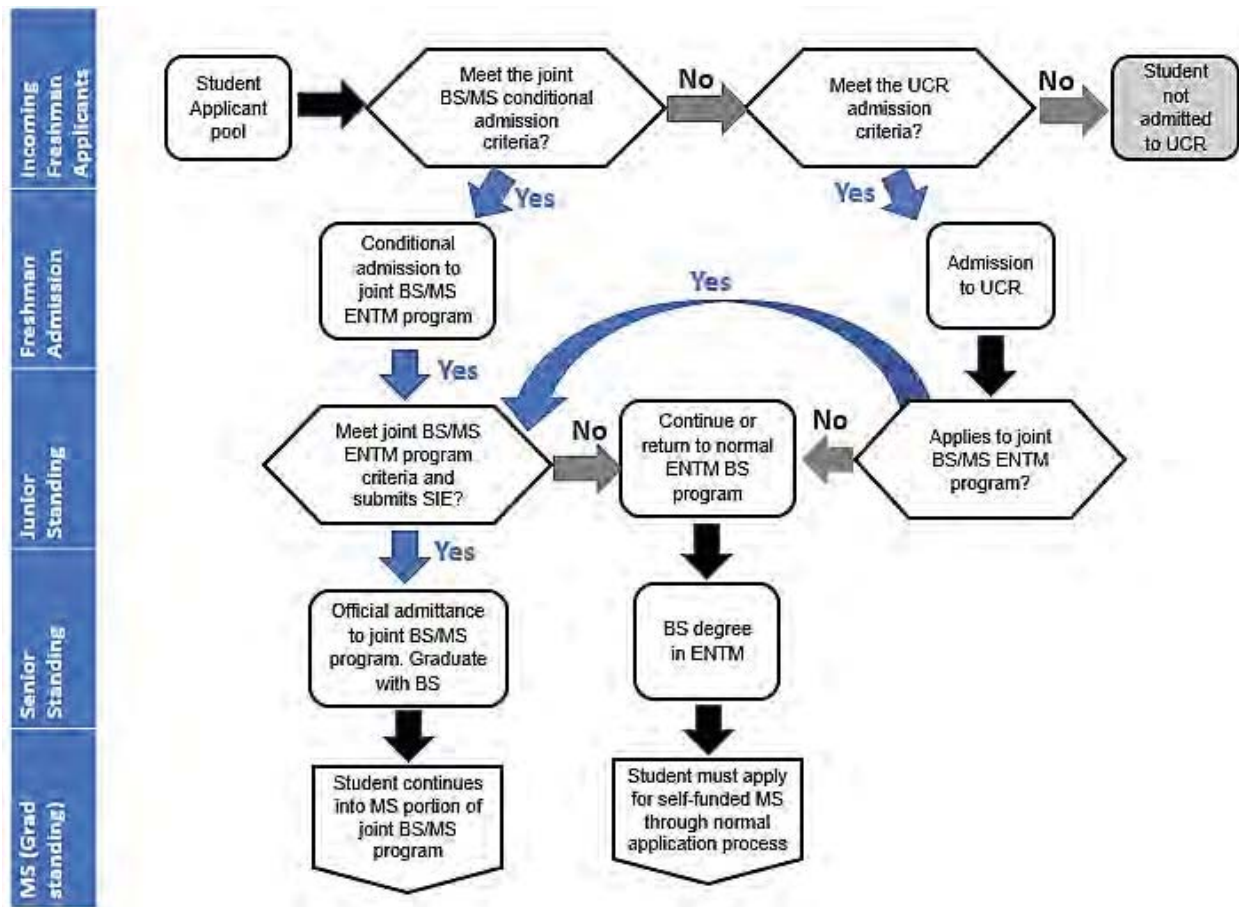 Incoming
Freshman
Applicants
Student
Applicant
pool
Meet the joint
BS/MS conditional
admission
criteria?
No
Meet the UCR
admission
criteria?
No
Student
not
admitted
to UCR
Yes
Yes
Freshman
Admission
Conditional
admission to
joint BS/MS
ENTM program
Yes
Admission
to UCR
Yes
Junior
Standing
Meet joint BS/MS
ENTM program
criteria and
submits SIE?
No
Continue or
return to normal
ENTM BS
program
No
Applies to joint
BS/MS ENTM
program?
Yes
Senior
Standing
Official admittance
to joint BS/MS
program. Graduate
with BS
BS degree
in ENTM
MS (Grad
standing)
Student continues
into MS portion of
joint BS/MS
program
Student must apply
for self-funded MS
through normal
application process